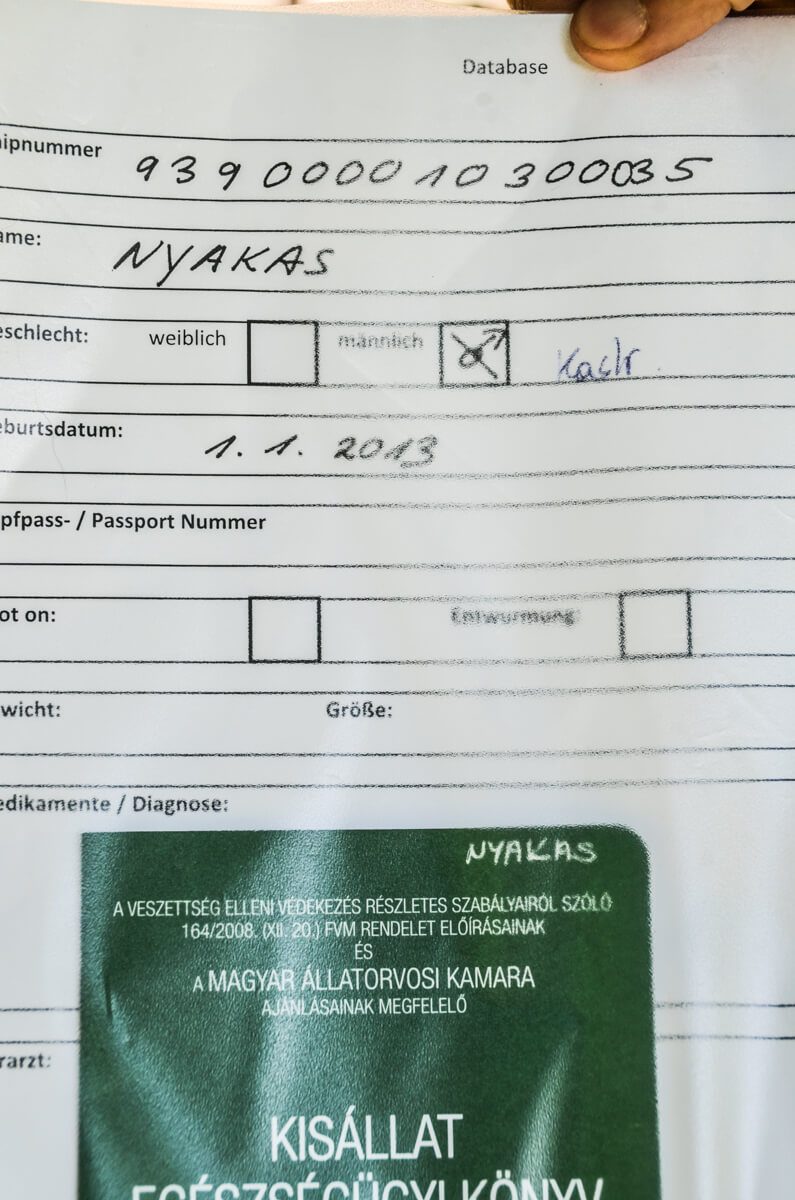 Database
ipnummer 939000010300035
ame: NYAKAS
eschlecht: weiblich männlich Kastr.
eburtsdatum: 1. 1. 2013
pfpass- / Passport Nummer
ot on: Entwurmung:
wicht: Größe:
edikamente / Diagnose:
NYAKAS
A VESZETTSÉG ELLENI VÉDEKEZÉS RÉSZLETES SZABÁLYAIRÓL SZÓLÓ
164/2008. (XII. 20.) FVM RENDELET ELŐÍRÁSAINAK
ÉS
A MAGYAR ÁLLATORVOSI KAMARA
AJÁNLÁSAINAK MEGFELELŐ
rarzt:
KISÁLLAT
EGÉSZSÉGÜGYI KÖNYV